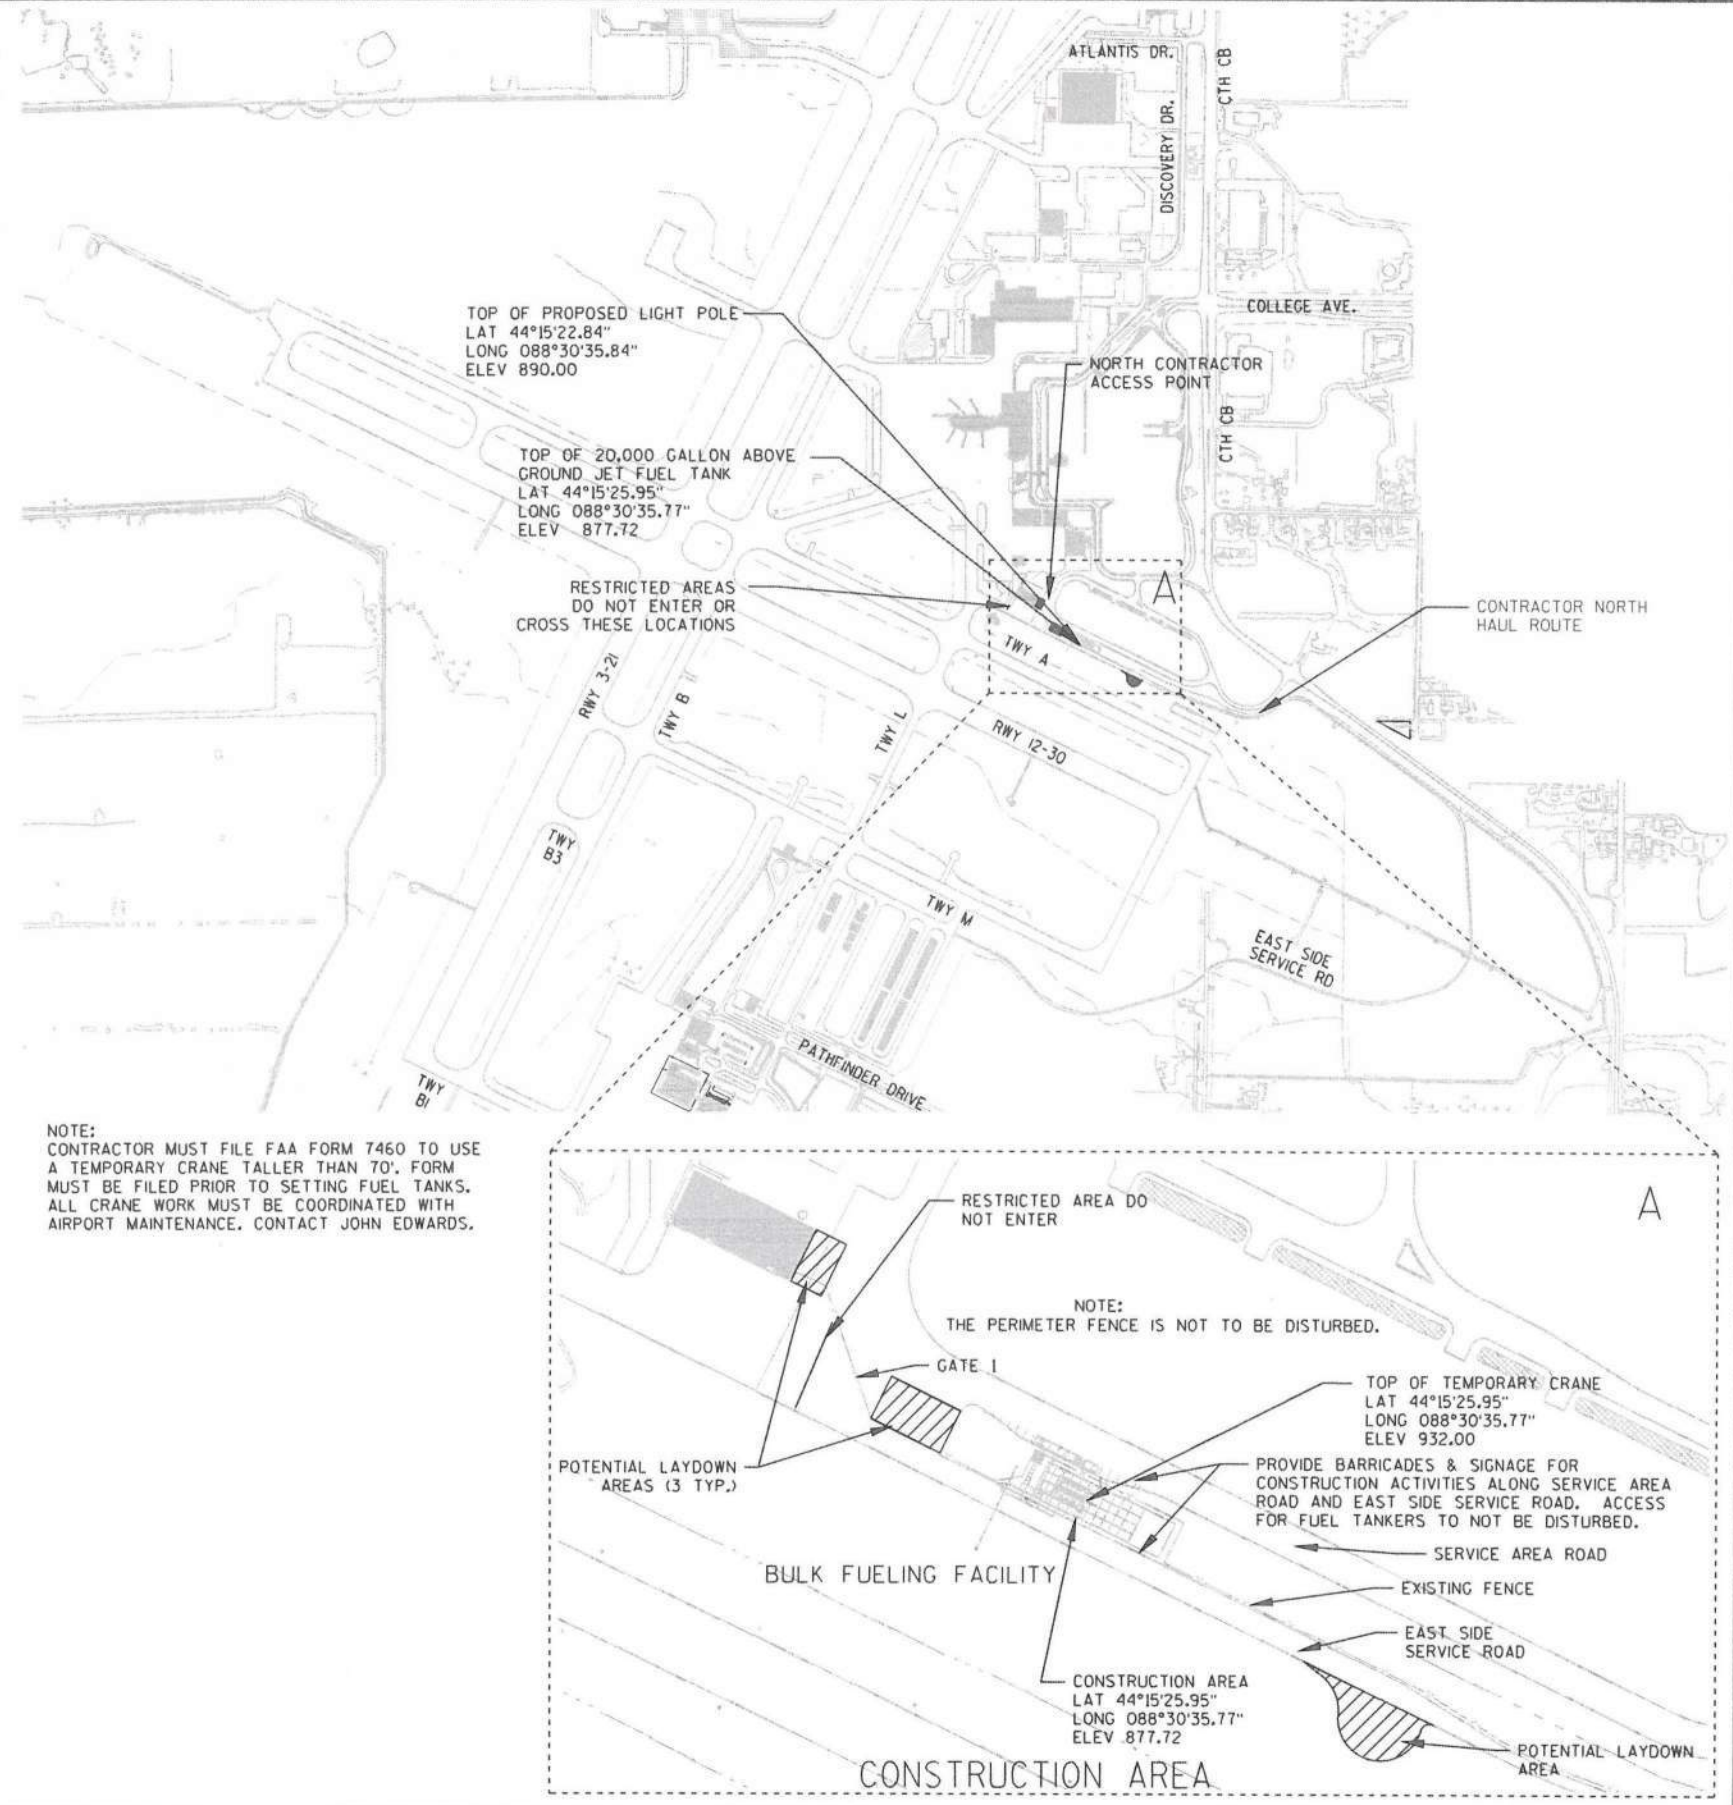 ATLANTIS DR.
CTH CB
DISCOVERY DR.
COLLEGE AVE.
TOP OF PROPOSED LIGHT POLE
LAT 44°15'22.84"
LONG 088°30'35.84"
ELEV 890.00
NORTH CONTRACTOR
ACCESS POINT
CTH CB
TOP OF 20,000 GALLON ABOVE
GROUND JET FUEL TANK
LAT 44°15'25.95"
LONG 088°30'35.77"
ELEV 877.72
RESTRICTED AREAS
DO NOT ENTER OR
CROSS THESE LOCATIONS
A
CONTRACTOR NORTH
HAUL ROUTE
TWY A
RWY 3-21
TWY B
TWY L
RWY 12-30
TWY
B3
TWY M
EAST SIDE
SERVICE RD
PATHFINDER DRIVE
TWY
B1
NOTE:
CONTRACTOR MUST FILE FAA FORM 7460 TO USE
A TEMPORARY CRANE TALLER THAN 70'. FORM
MUST BE FILED PRIOR TO SETTING FUEL TANKS.
ALL CRANE WORK MUST BE COORDINATED WITH
AIRPORT MAINTENANCE. CONTACT JOHN EDWARDS.
RESTRICTED AREA DO
NOT ENTER
A
NOTE:
THE PERIMETER FENCE IS NOT TO BE DISTURBED.
GATE 1
TOP OF TEMPORARY CRANE
LAT 44°15'25.95"
LONG 088°30'35.77"
ELEV 932.00
POTENTIAL LAYDOWN
AREAS (3 TYP.)
PROVIDE BARRICADES & SIGNAGE FOR
CONSTRUCTION ACTIVITIES ALONG SERVICE AREA
ROAD AND EAST SIDE SERVICE ROAD. ACCESS
FOR FUEL TANKERS TO NOT BE DISTURBED.
SERVICE AREA ROAD
BULK FUELING FACILITY
EXISTING FENCE
EAST SIDE
SERVICE ROAD
CONSTRUCTION AREA
LAT 44°15'25.95"
LONG 088°30'35.77"
ELEV 877.72
POTENTIAL LAYDOWN
AREA
CONSTRUCTION AREA